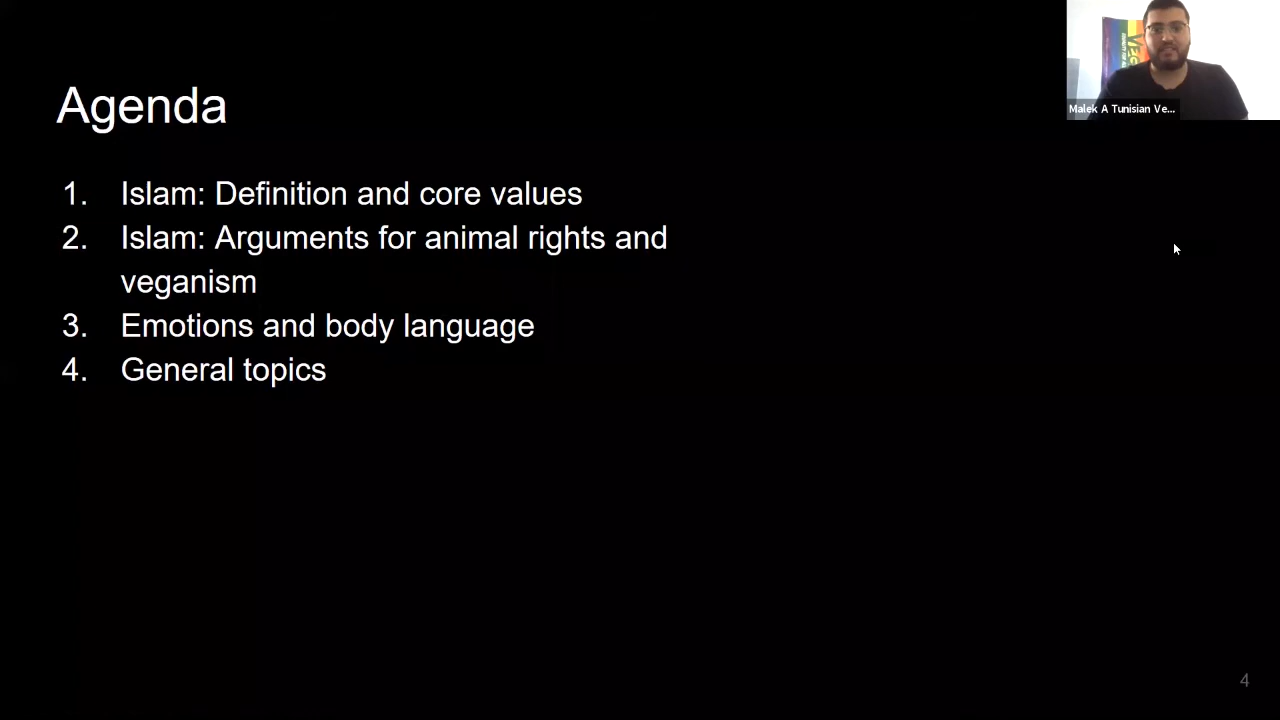 Agenda
1. Islam: Definition and core values
2. Islam: Arguments for animal rights and
veganism
3. Emotions and body language
4. General topics
Malek A Tunisian Ve...
4